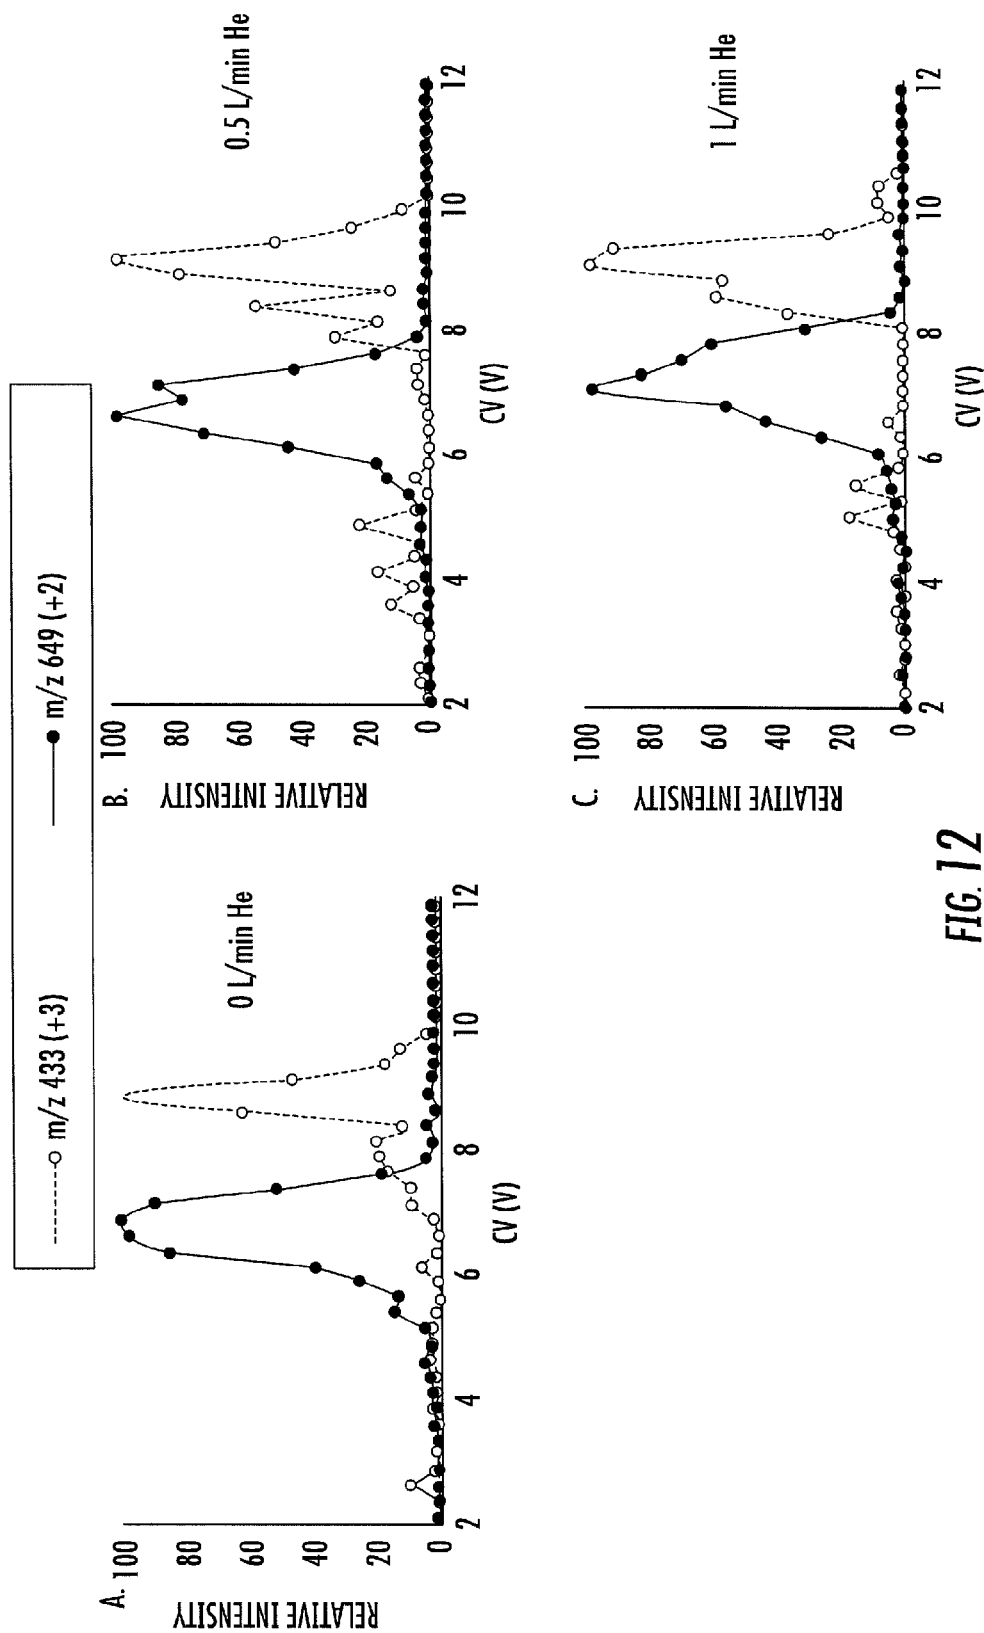 m/z 433 (+3) m/z 649 (+2)
A.
RELATIVE INTENSITY
100
80
60
40
20
0
2 4 6 8 10 12
CV (V)
0 L/min He
B.
RELATIVE INTENSITY
100
80
60
40
20
0
2 4 6 8 10 12
CV (V)
0.5 L/min He
C.
RELATIVE INTENSITY
100
80
60
40
20
0
2 4 6 8 10 12
CV (V)
1 L/min He
FIG. 12